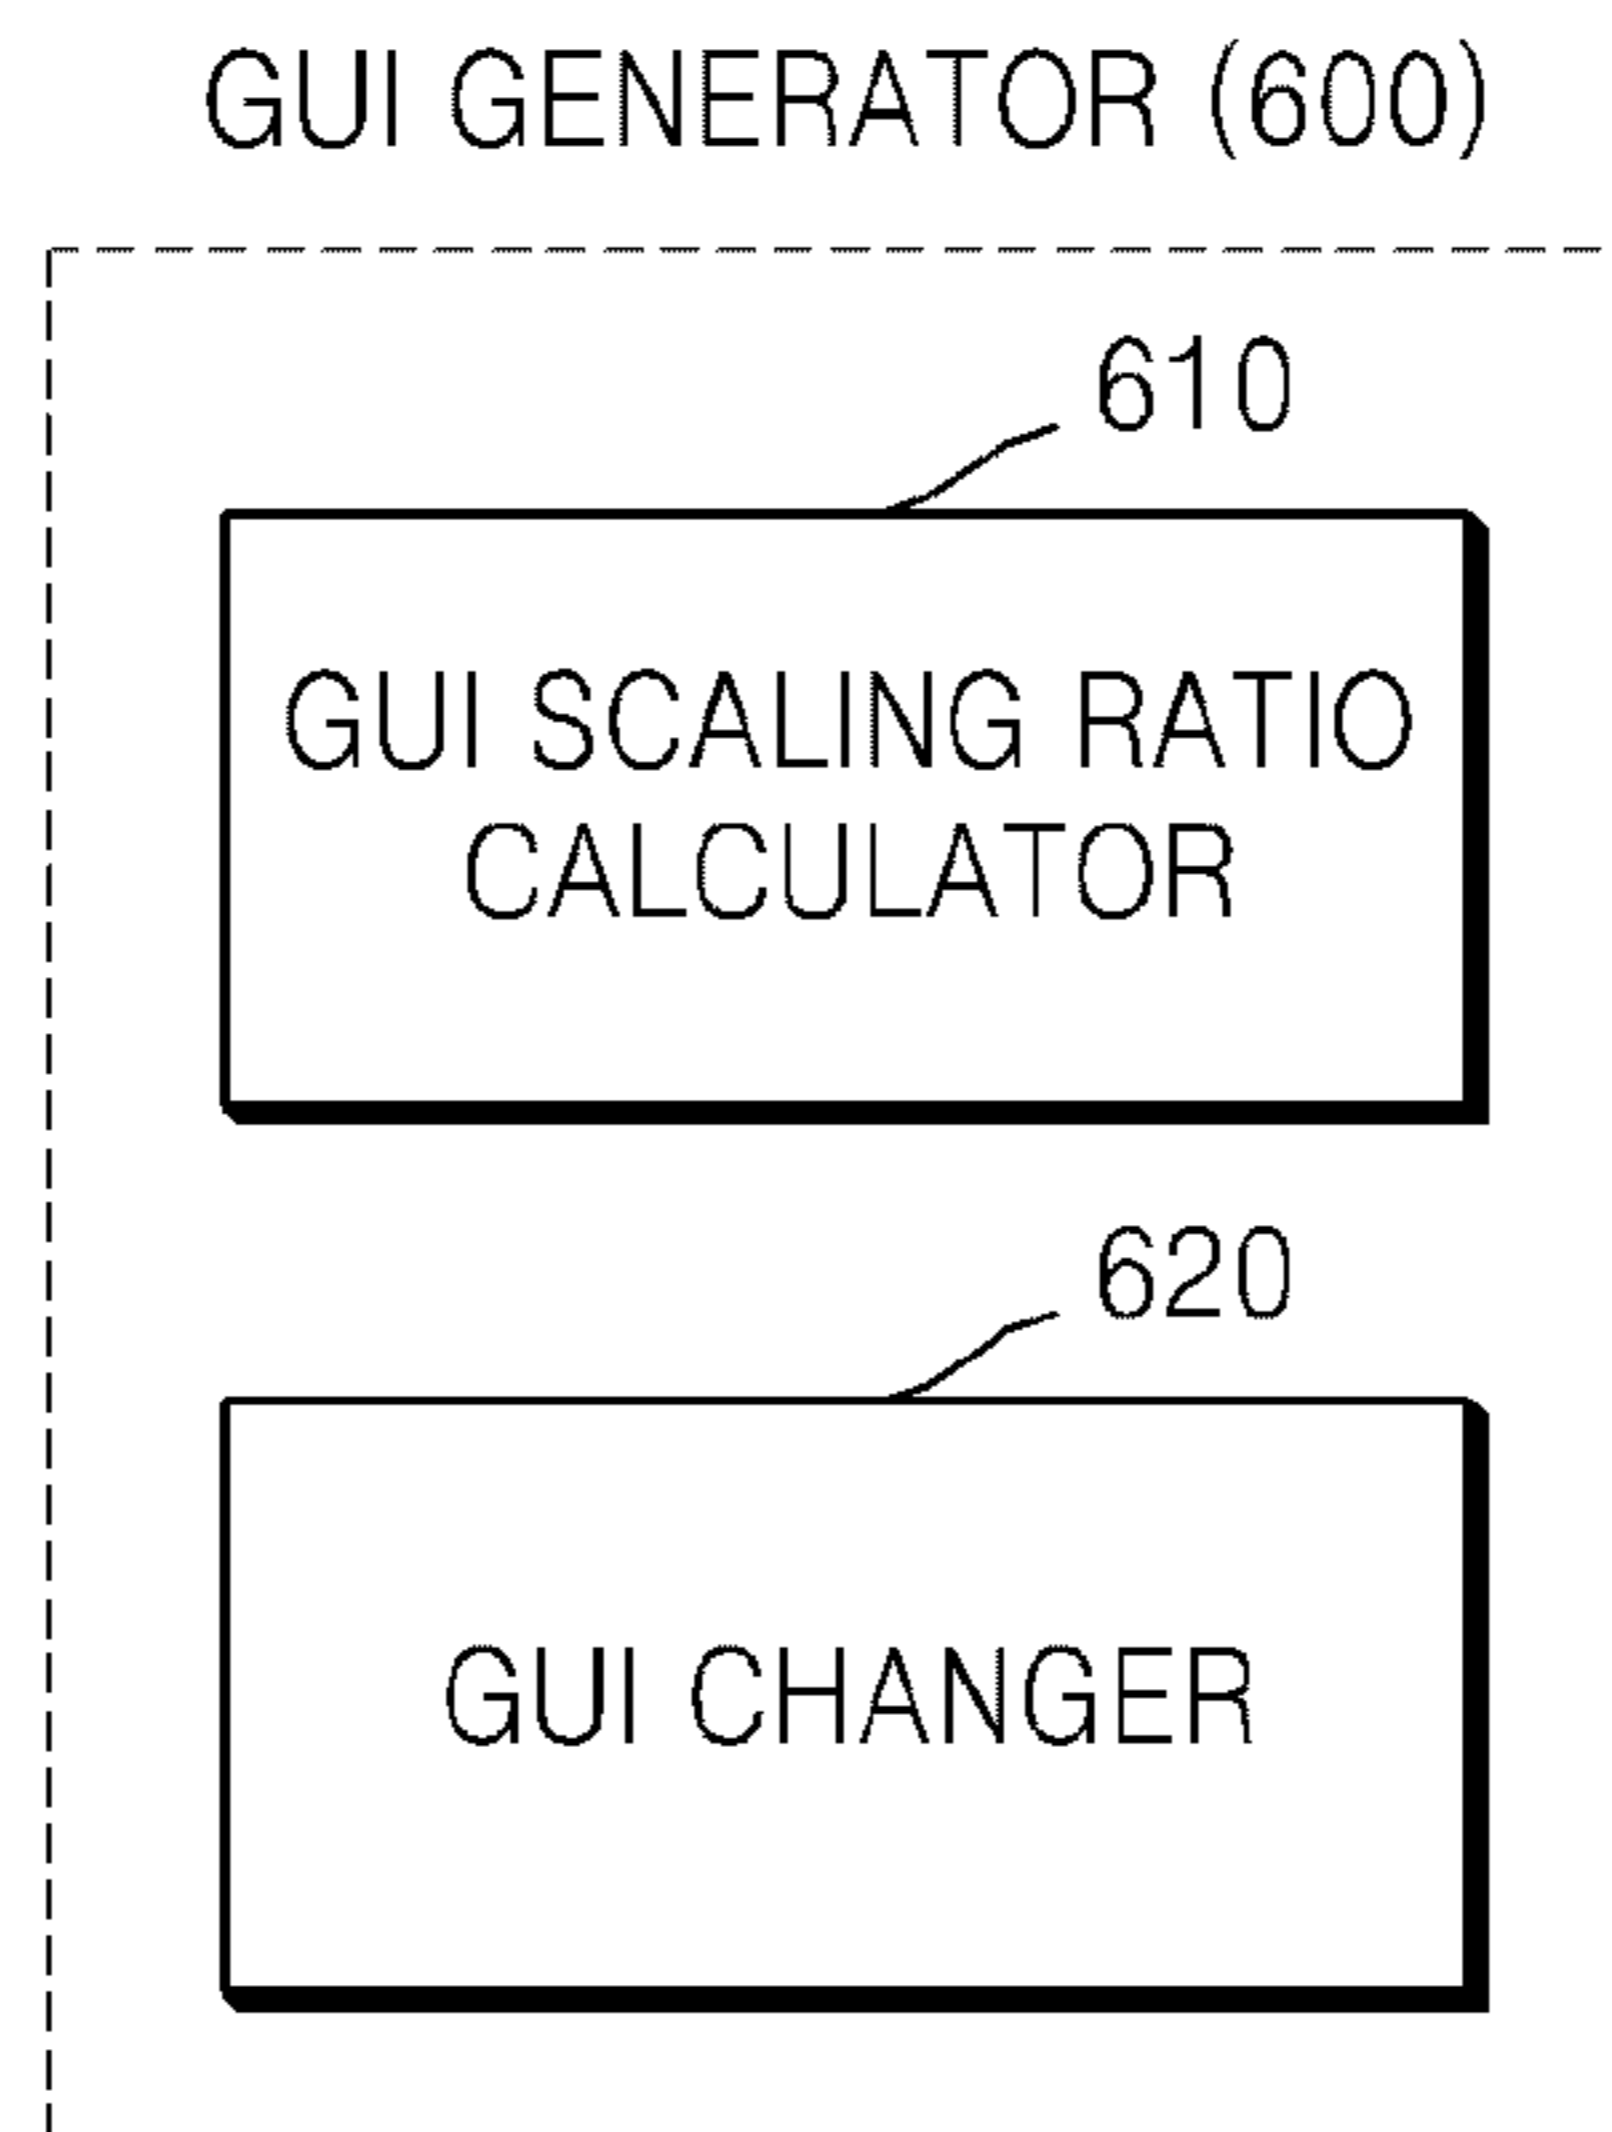 GUI GENERATOR (600)
610
GUI SCALING RATIO
CALCULATOR
620
GUI CHANGER